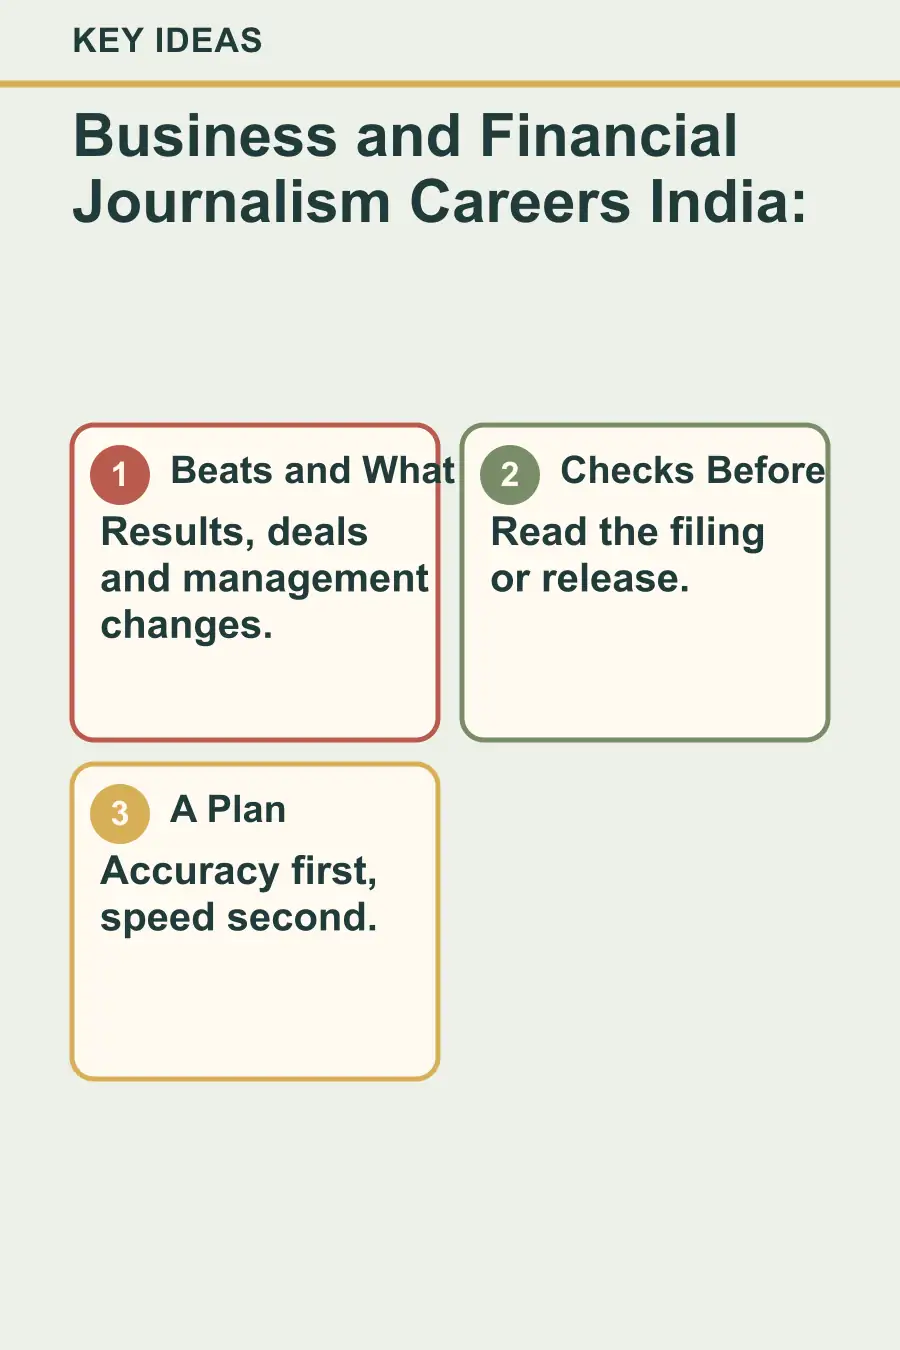 KEY IDEAS
Business and Financial
Journalism Careers India:
1 Beats and What
Results, deals
and management
changes.
2 Checks Before
Read the filing
or release.
3 A Plan
Accuracy first,
speed second.